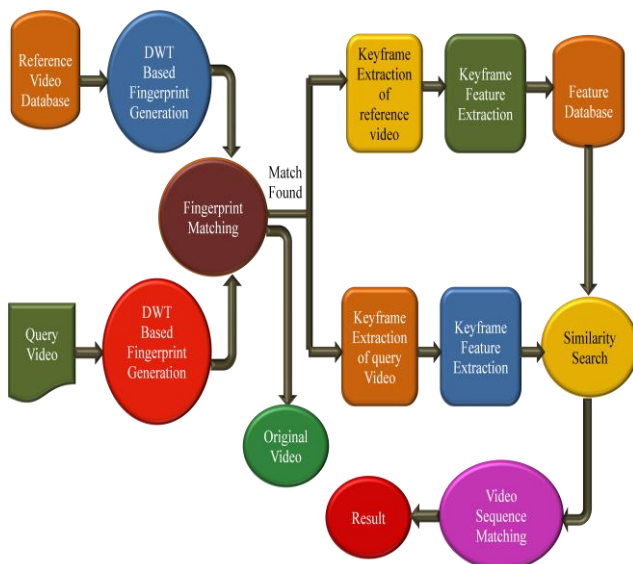 Reference
Video
Database
DWT
Based
Fingerprint
Generation
Keyframe
Extraction
of
reference
video
Keyframe
Feature
Extraction
Feature
Database
Match
Found
Fingerprint
Matching
Query
Video
DWT
Based
Fingerprint
Generation
Keyframe
Extraction
of query
Video
Keyframe
Feature
Extraction
Similarity
Search
Original
Video
Result
Video
Sequence
Matching